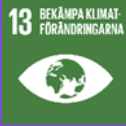 13 BEKÄMPA KLIMAT-
FÖRÄNDRINGARNA